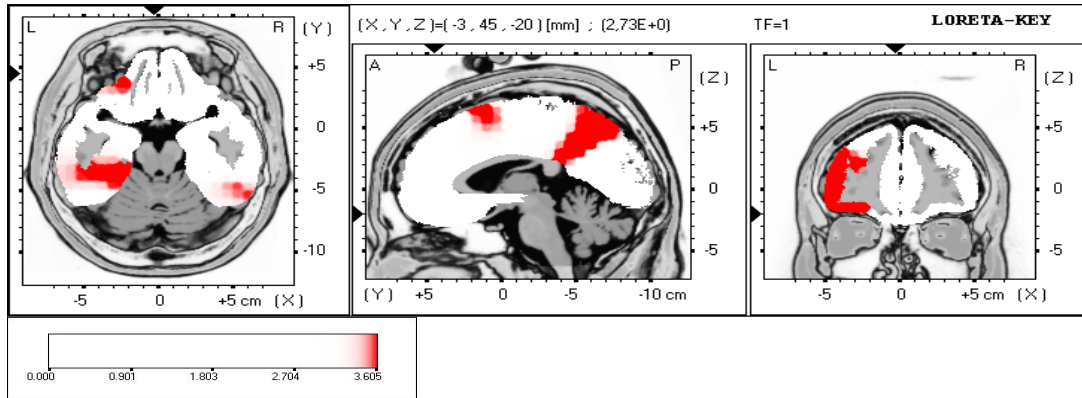 L R (Y) (X,Y,Z)=(-3,45,-20)[mm] ; (2,73E+0) TF=1 LORETA-KEY
A P (Z) L R (Z)
+5 +5 +5
0 0 0
-5 -5 -5
-10
-5 0 +5 cm (X) (Y) +5 0 -5 -10 cm -5 0 +5 cm (X)
0.000 0.901 1.803 2.704 3.605